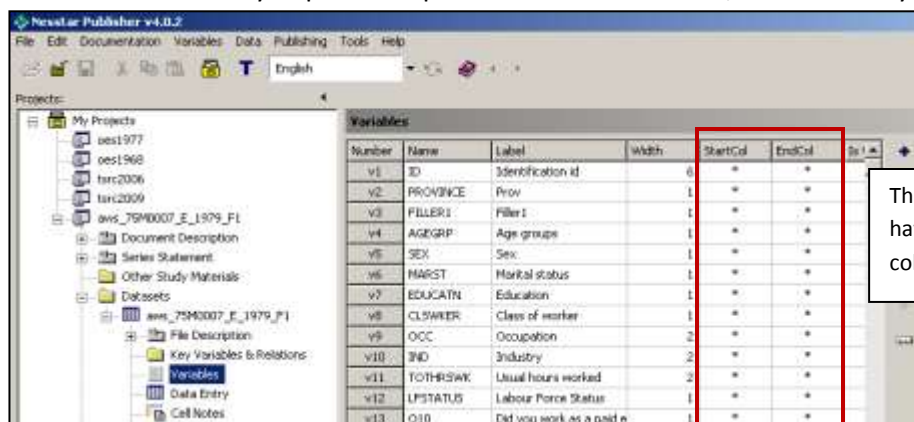 Nesstar Publisher v4.0.2
File Edit Documentation Variables Data Publishing Tools Help
English
Projects:
My Projects
oes1977
oes1968
tsrc2006
tsrc2009
aws_75M0007_E_1979_F1
Document Description
Series Statement
Other Study Materials
Datasets
aws_75M0007_E_1979_F1
File Description
Key Variables & Relations
Variables
Data Entry
Cell Notes
Variables
Number Name Label Width StartCol EndCol
v1 ID Identification id 6 * *
v2 PROVINCE Prov 1 * *
v3 FILLER1 Filler1 1 * *
v4 AGEGRP Age groups 1 * *
v5 SEX Sex 1 * *
v6 MARST Marital status 1 * *
v7 EDUCATN Education 1 * *
v8 CLSWKER Class of worker 1 * *
v9 OCC Occupation 2 * *
v10 IND Industry 2 * *
v11 TOTHRSWK Usual hours worked 2 * *
v12 LFSTATUS Labour Force Status 1 * *
v13 Q10 Did you work as a paid e 1 * *
Th
ha
col